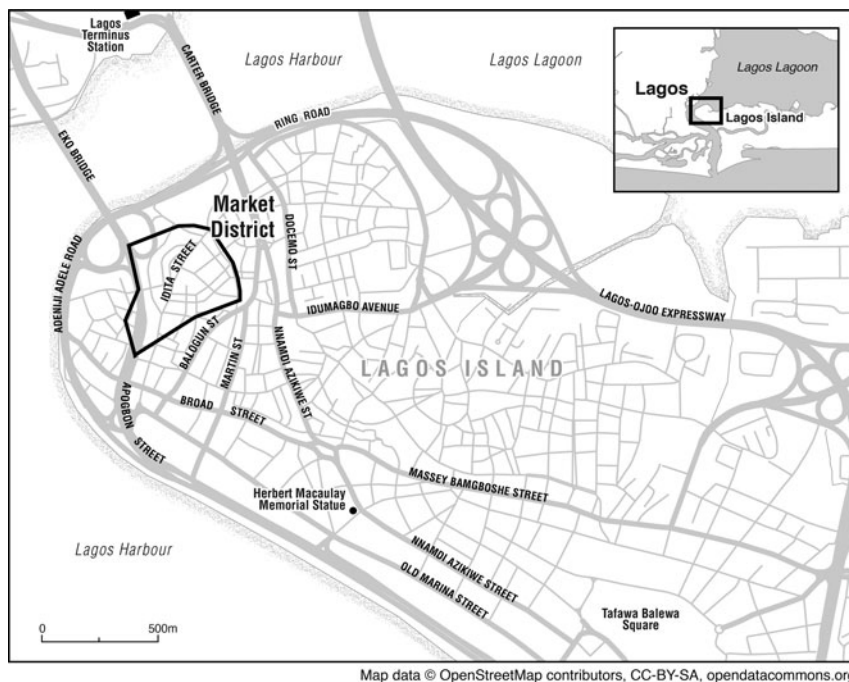 Lagos
Terminus
Station
Lagos Harbour
Lagos Lagoon
Lagos Lagoon
Lagos
Lagos Island
CARTER BRIDGE
RING ROAD
EKO BRIDGE
Market
District
DOCEMO ST
IDITA STREET
ADENIJI ADELE ROAD
IDUMAGBO AVENUE
LAGOS-OJOO EXPRESSWAY
BALOGUN ST
MARTIN ST
NNAMDI AZIKIWE ST
LAGOS ISLAND
APOGBON STREET
BROAD STREET
MASSEY BAMGBOSHE STREET
Herbert Macaulay
Memorial Statue
NNAMDI AZIKIWE STREET
OLD MARINA STREET
Lagos Harbour
Tafawa Balewa
Square
0 500m
Map data © OpenStreetMap contributors, CC-BY-SA, opendatacommons.org